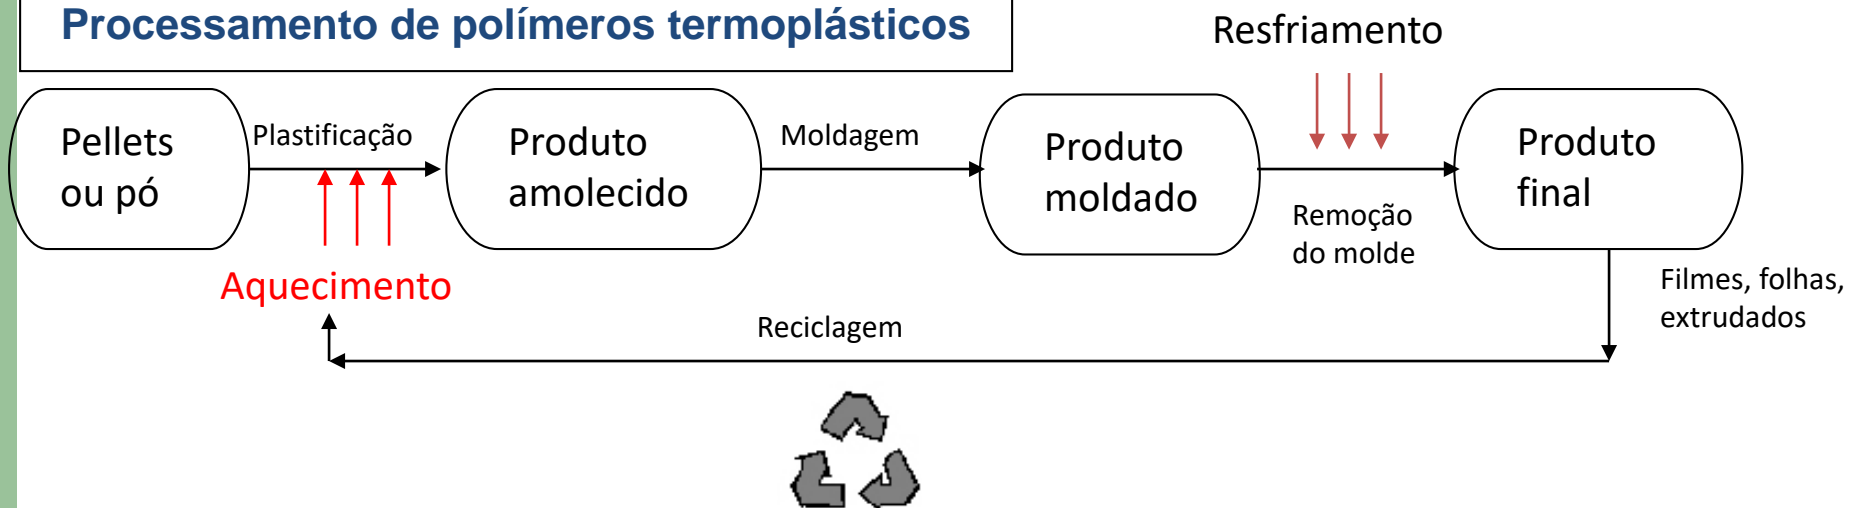 Processamento de polímeros termoplásticos
Resfriamento
Pellets
ou pó
Plastificação
Produto
amolecido
Moldagem
Produto
moldado
Produto
final
Remoção
do molde
Aquecimento
Filmes, folhas,
extrudados
Reciclagem